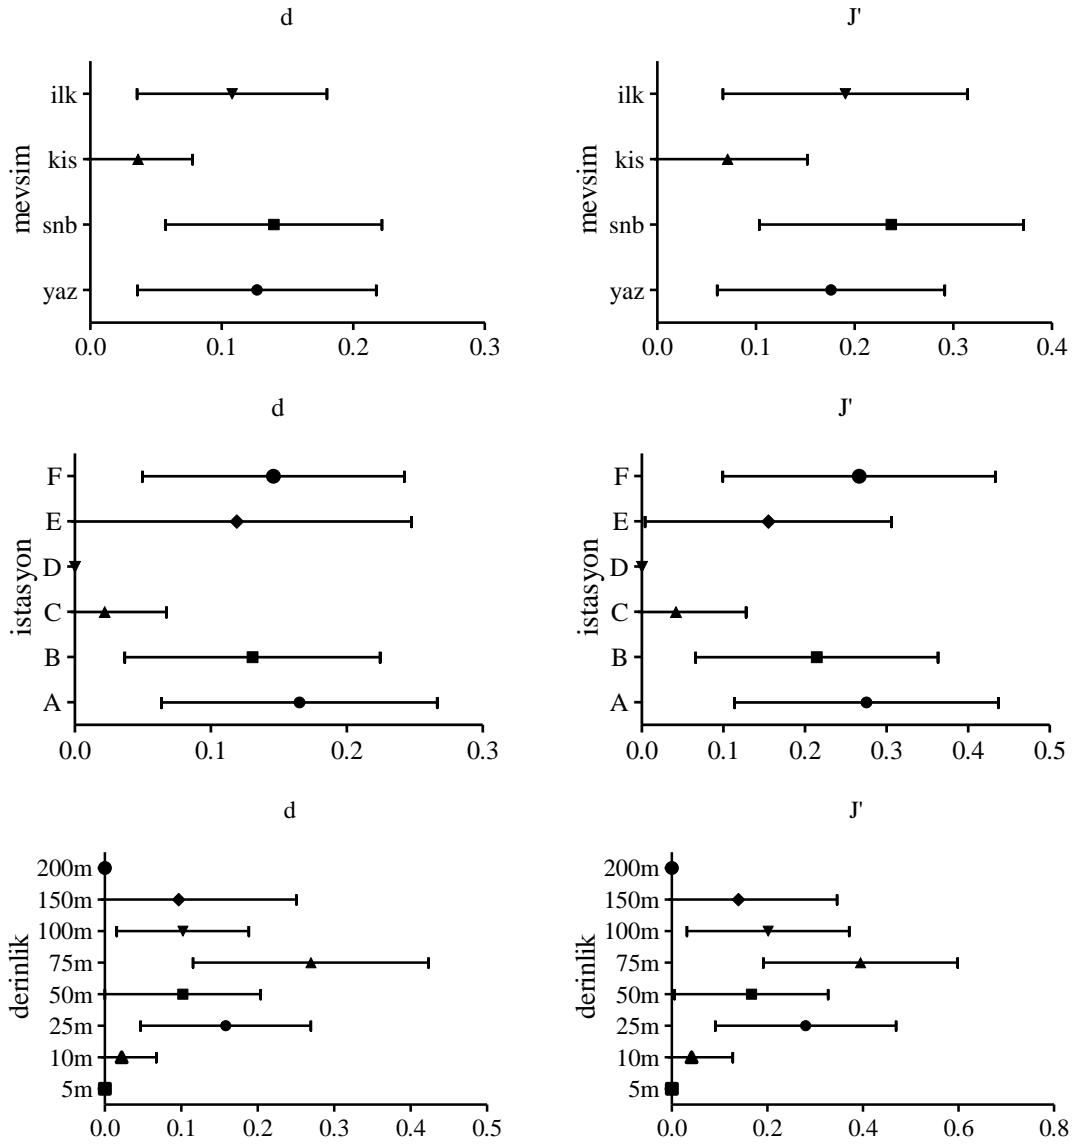 d
mevsim
ilk
kis
snb
yaz
0.0 0.1 0.2 0.3
J'
mevsim
ilk
kis
snb
yaz
0.0 0.1 0.2 0.3 0.4
d
istasyon
F
E
D
C
B
A
0.0 0.1 0.2 0.3
J'
istasyon
F
E
D
C
B
A
0.0 0.1 0.2 0.3 0.4 0.5
d
derinlik
200m
150m
100m
75m
50m
25m
10m
5m
0.0 0.1 0.2 0.3 0.4 0.5
J'
derinlik
200m
150m
100m
75m
50m
25m
10m
5m
0.0 0.2 0.4 0.6 0.8